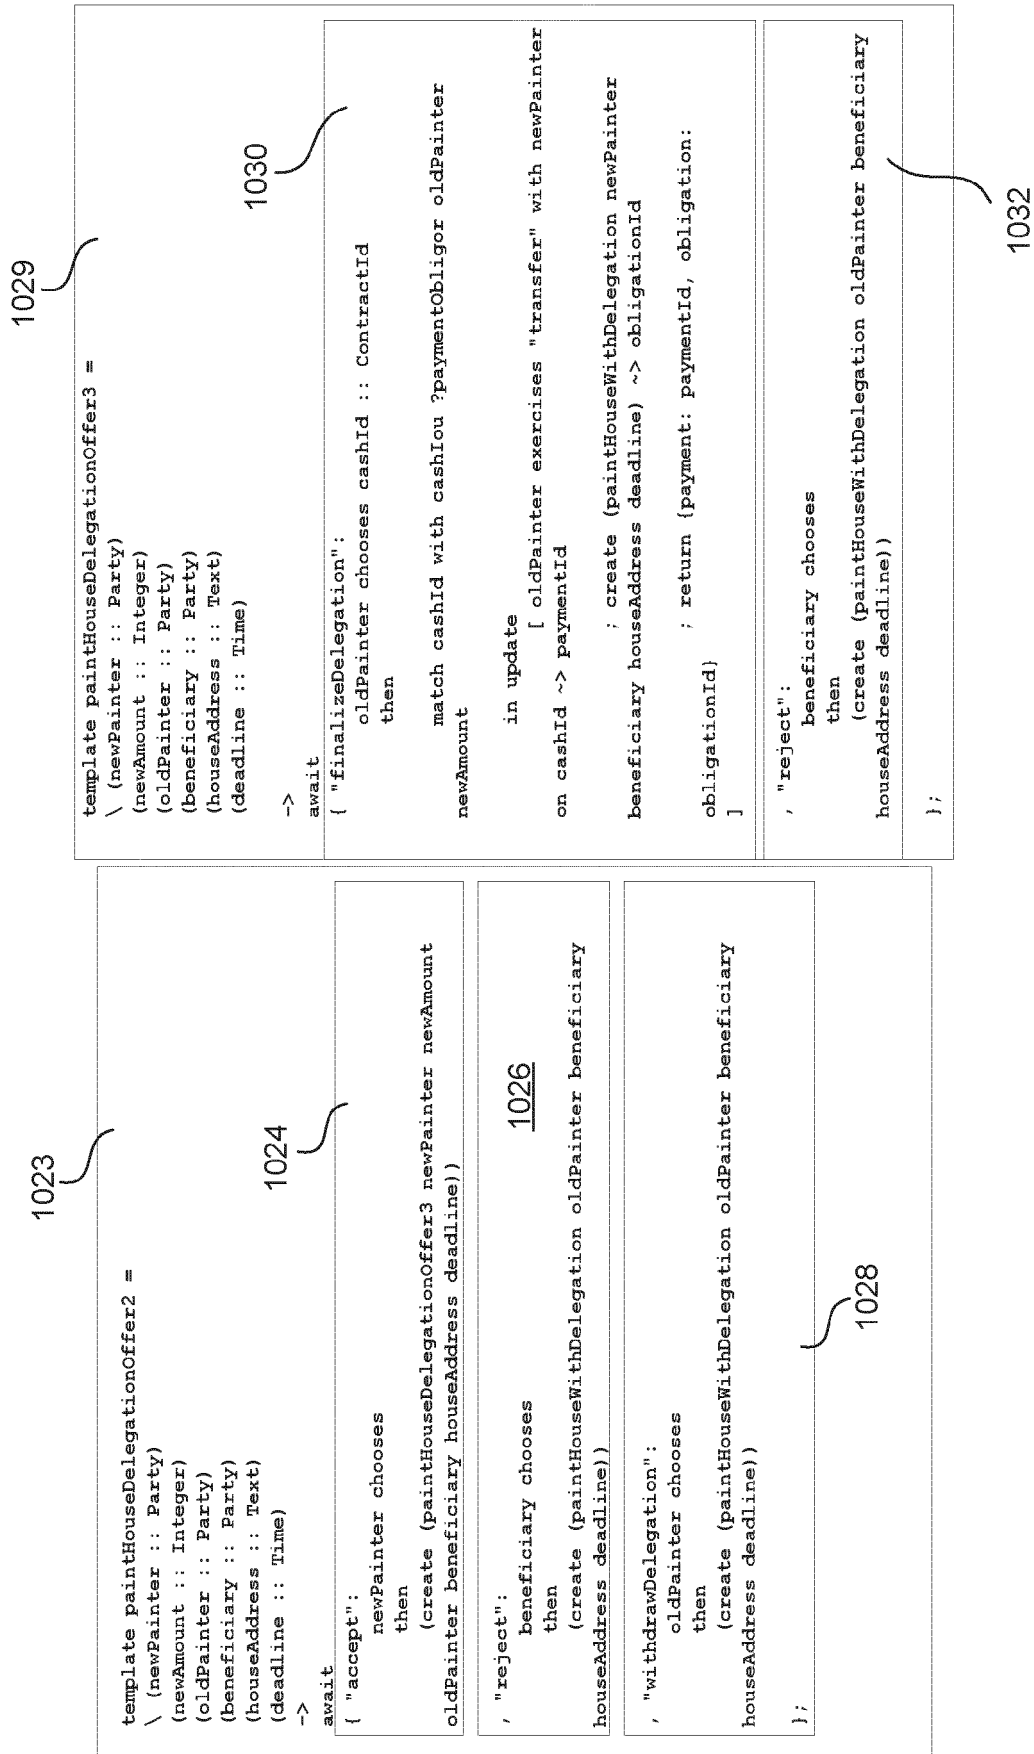 1023
template paintHouseDelegationOffer2 =
\ (newPainter :: Party)
(newAmount :: Integer)
(oldPainter :: Party)
(beneficiary :: Party)
(houseAddress :: Text)
(deadline :: Time)
->
await
1024
{ "accept":
newPainter chooses
then
(create (paintHouseDelegationOffer3 newPainter newAmount
oldPainter beneficiary houseAddress deadline))
1026
, "reject":
beneficiary chooses
then
(create (paintHouseWithDelegation oldPainter beneficiary
houseAddress deadline))
, "withdrawDelegation":
oldPainter chooses
then
(create (paintHouseWithDelegation oldPainter beneficiary
houseAddress deadline))
};
1028
1029
template paintHouseDelegationOffer3 =
\ (newPainter :: Party)
(newAmount :: Integer)
(oldPainter :: Party)
(beneficiary :: Party)
(houseAddress :: Text)
(deadline :: Time)
->
await
1030
{ "finalizeDelegation":
oldPainter chooses cashId :: ContractId
then
match cashId with cashIou ?paymentObligor oldPainter
newAmount
in update
[ oldPainter exercises "transfer" with newPainter
on cashId ~> paymentId
; create (paintHouseWithDelegation newPainter
beneficiary houseAddress deadline) ~> obligationId
; return {payment: paymentId, obligation:
obligationId}
]
, "reject":
beneficiary chooses
then
(create (paintHouseWithDelegation oldPainter beneficiary
houseAddress deadline))
};
1032